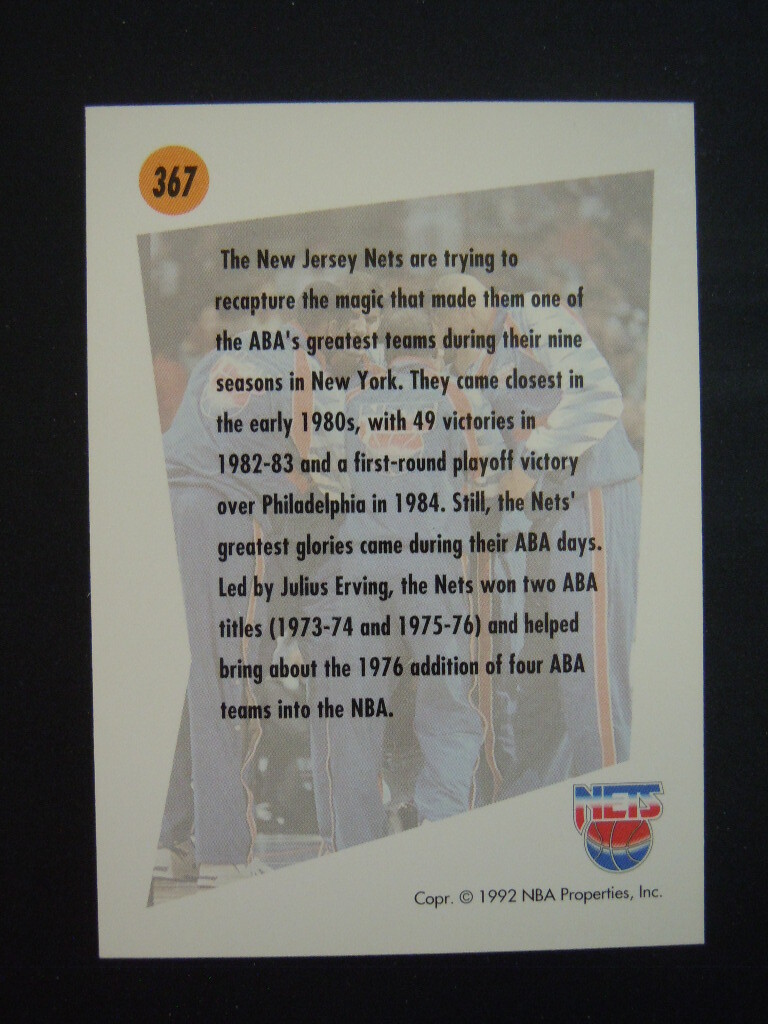 367
The New Jersey Nets are trying to
recapture the magic that made them one of
the ABA's greatest teams during their nine
seasons in New York. They came closest in
the early 1980s, with 49 victories in
1982-83 and a first-round playoff victory
over Philadelphia in 1984. Still, the Nets'
greatest glories came during their ABA days.
Led by Julius Erving, the Nets won two ABA
titles (1973-74 and 1975-76) and helped
bring about the 1976 addition of four ABA
teams into the NBA.
NETS
Copr. © 1992 NBA Properties, Inc.